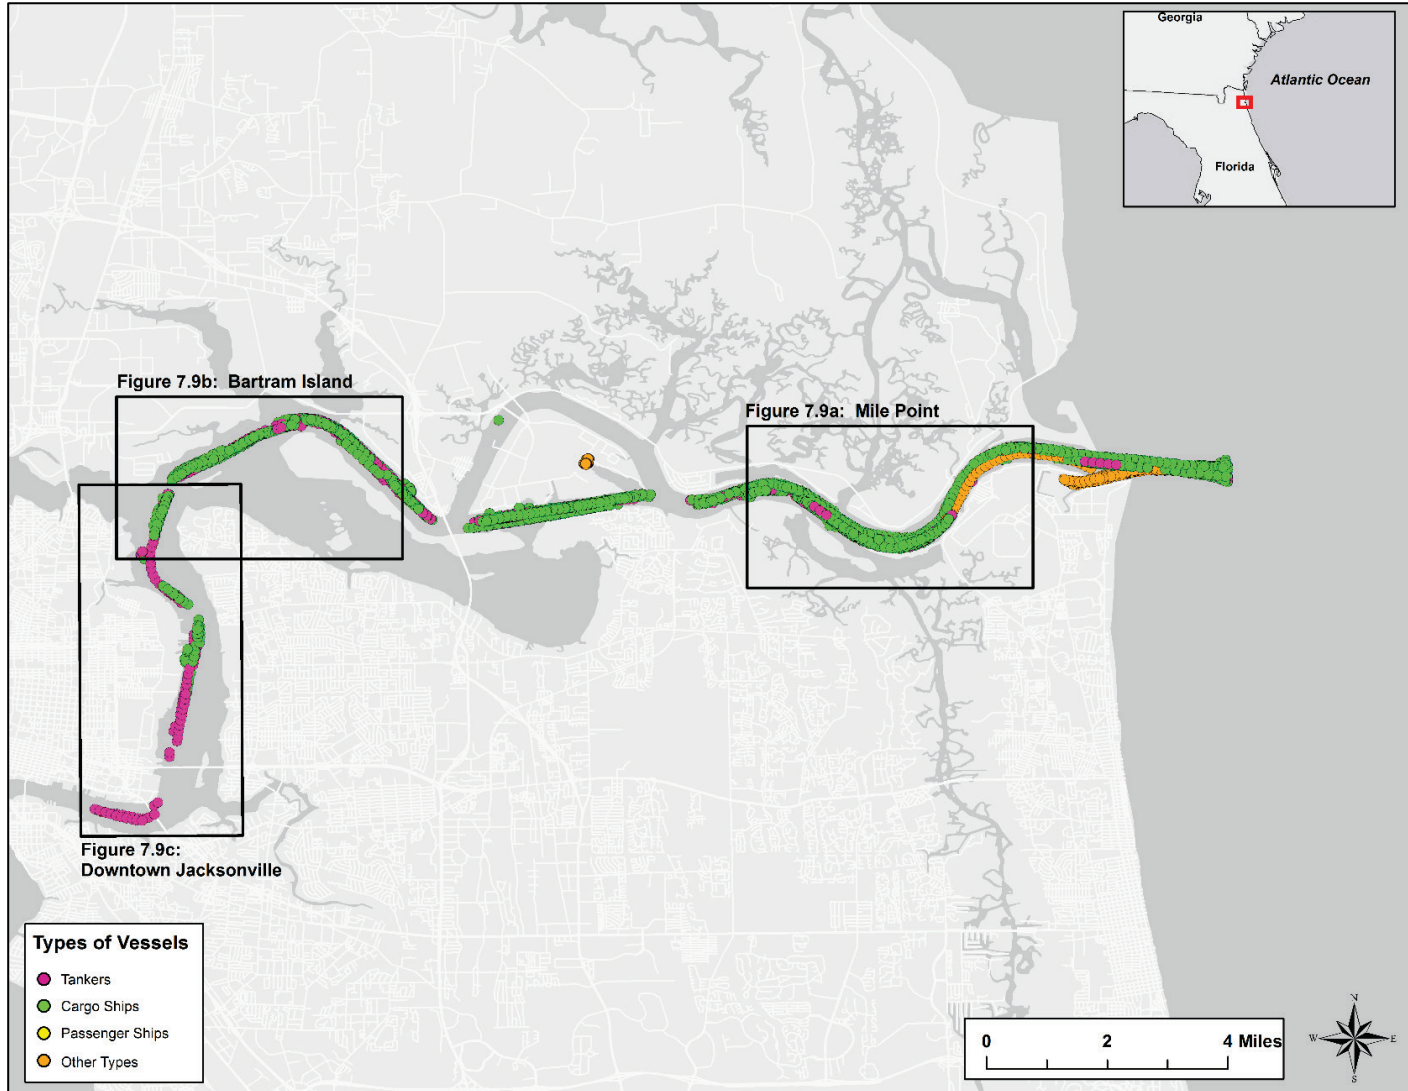 Georgia
Atlantic Ocean
Florida
Figure 7.9b: Bartram Island
Figure 7.9a: Mile Point
Figure 7.9c:
Downtown Jacksonville
Types of Vessels
Tankers
Cargo Ships
Passenger Ships
Other Types
0 2 4 Miles
N
W E
S